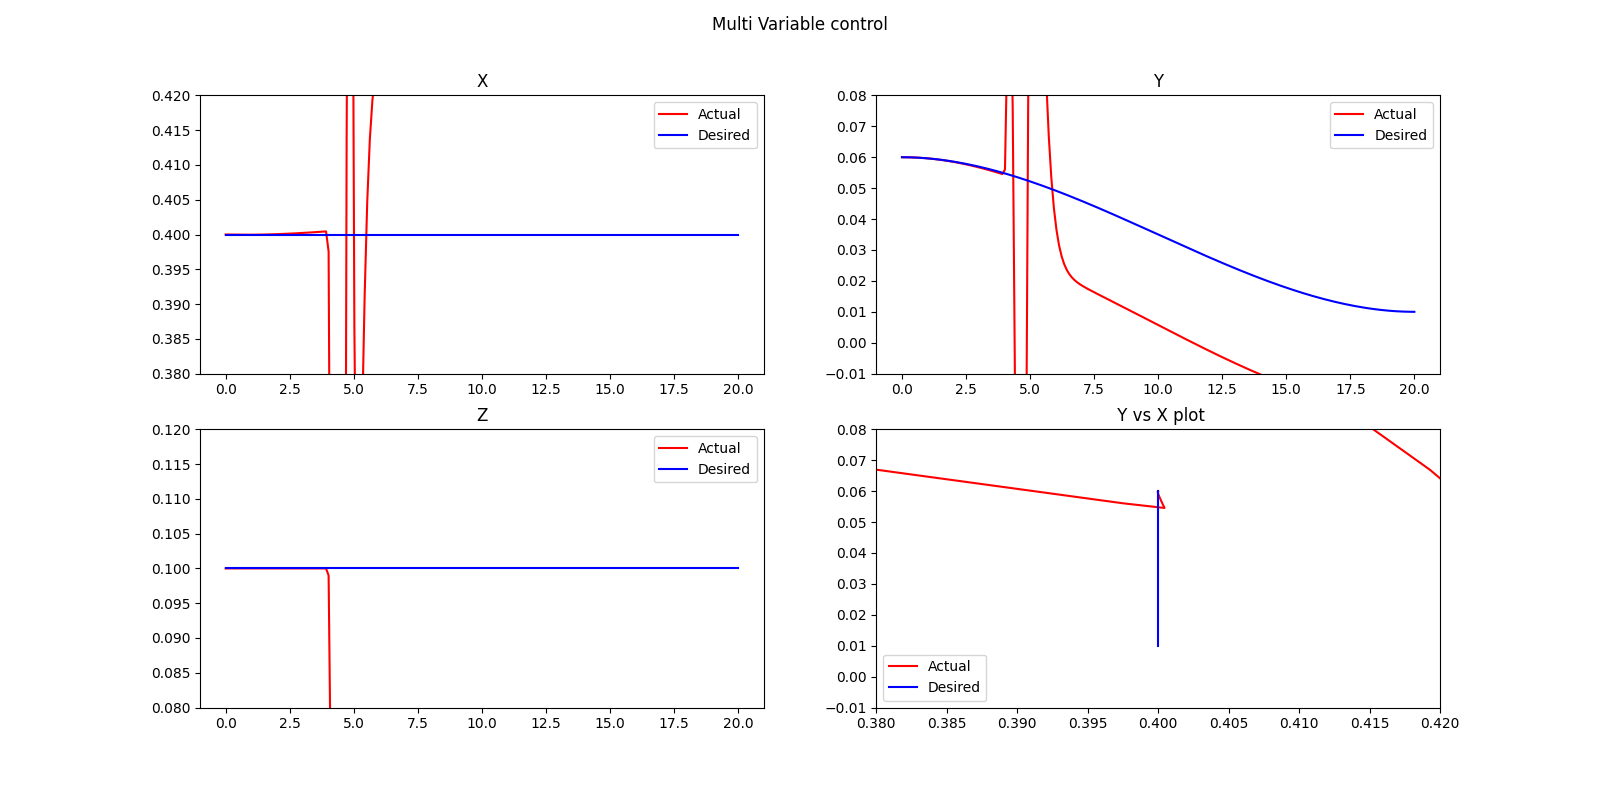 Multi Variable control
X
0.420
0.415
0.410
0.405
0.400
0.395
0.390
0.385
0.380
0.0 2.5 5.0 7.5 10.0 12.5 15.0 17.5 20.0
Actual
Desired
Y
0.08
0.07
0.06
0.05
0.04
0.03
0.02
0.01
0.00
−0.01
0.0 2.5 5.0 7.5 10.0 12.5 15.0 17.5 20.0
Actual
Desired
Z
0.120
0.115
0.110
0.105
0.100
0.095
0.090
0.085
0.080
0.0 2.5 5.0 7.5 10.0 12.5 15.0 17.5 20.0
Actual
Desired
Y vs X plot
0.08
0.07
0.06
0.05
0.04
0.03
0.02
0.01
0.00
−0.01
0.380 0.385 0.390 0.395 0.400 0.405 0.410 0.415 0.420
Actual
Desired